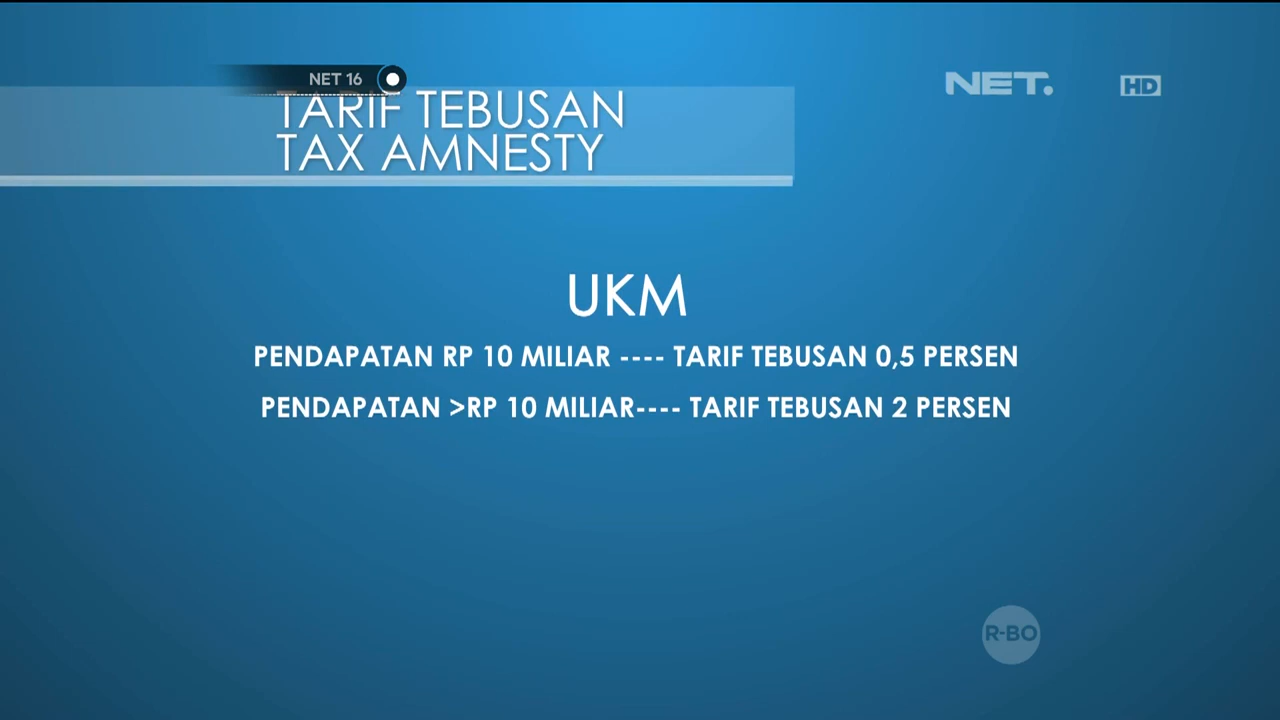 NET 16
NET.
HD
TARIF TEBUSAN
TAX AMNESTY
UKM
PENDAPATAN RP 10 MILIAR ---- TARIF TEBUSAN 0,5 PERSEN
PENDAPATAN >RP 10 MILIAR---- TARIF TEBUSAN 2 PERSEN
R-BO